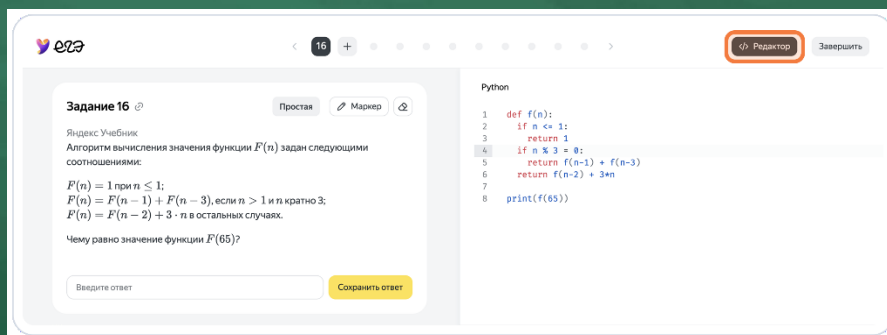 егэ
16 +
</> Редактор
Завершить
Задание 16
Простая
Маркер
Яндекс Учебник
Алгоритм вычисления значения функции F(n) задан следующими
соотношениями:
F(n) = 1 при n ≤ 1;
F(n) = F(n − 1) + F(n − 3), если n > 1 и n кратно 3;
F(n) = F(n − 2) + 3 · n в остальных случаях.
Чему равно значение функции F(65)?
Введите ответ
Сохранить ответ
Python
1 def f(n):
2 if n <= 1:
3 return 1
4 if n % 3 = 0:
5 return f(n-1) + f(n-3)
6 return f(n-2) + 3*n
7
8 print(f(65))